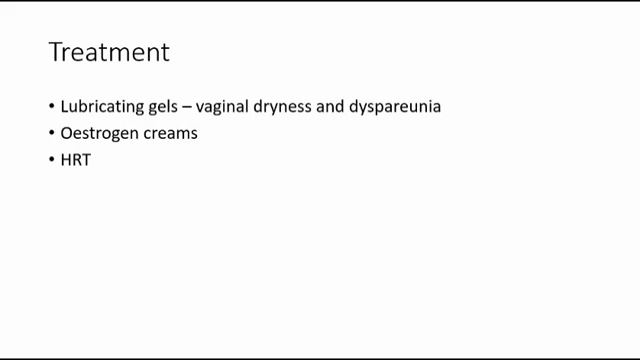 Treatment
• Lubricating gels – vaginal dryness and dyspareunia
• Oestrogen creams
• HRT